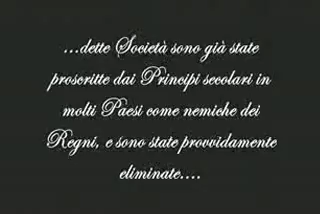 ...dette Società sono già state
proscritte dai Principi secolari in
molti Paesi come nemiche dei
Regni, e sono state provvidamente
eliminate....